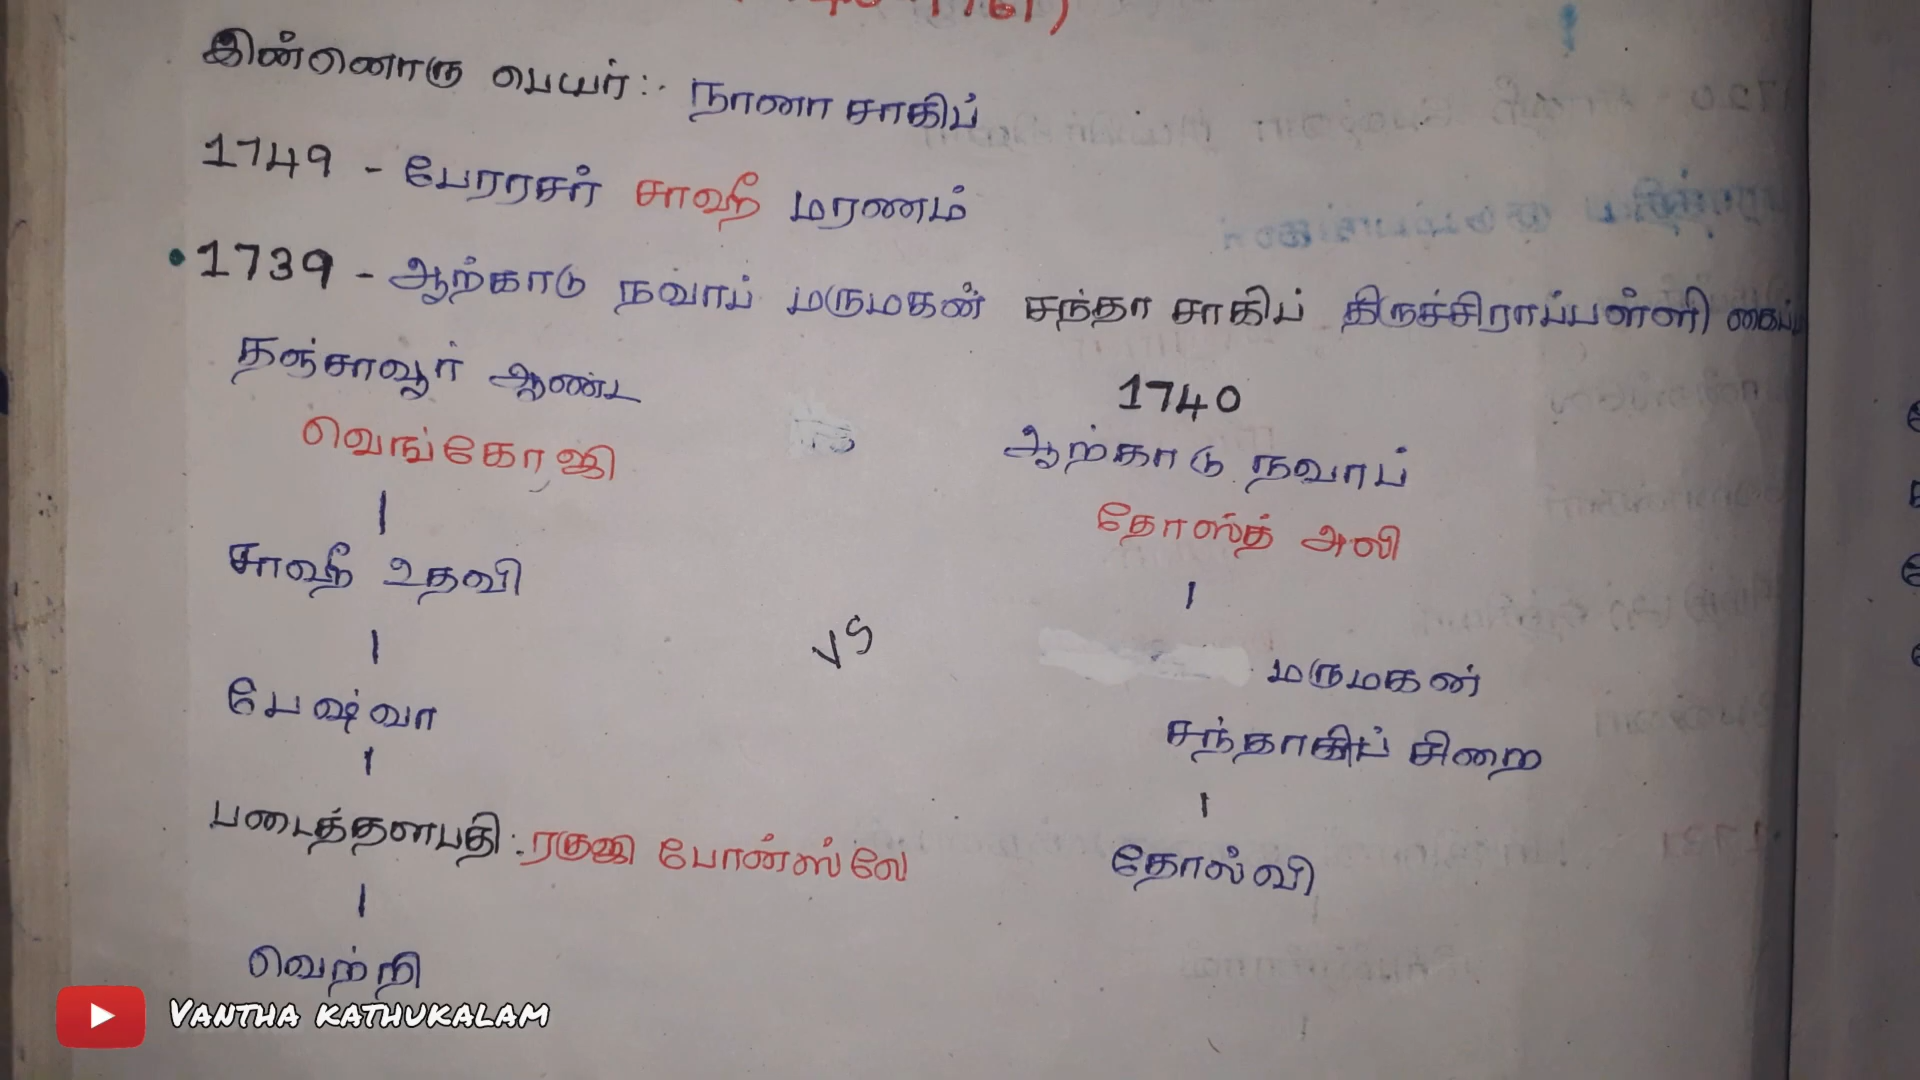 இன்னொரு பெயர்:- நானா சாகிப்
1749 - பேரரசர் சாஹீ மரணம்
1739 - ஆற்காடு நவாப் மருமகன் சந்தா சாகிப் திருச்சிராப்பள்ளி
தஞ்சாவூர் ஆண்ட
1740
வெங்கோஜி
ஆற்காடு நவாப்
தோஸ்த் அலி
சாஹீ உதவி
VS
மருமகன்
பேஷ்வா
சந்தாகிப் சிறை
படைத்தளபதி : ரகுஜி போன்ஸ்லே
தோல்வி
வெற்றி
VANTHA KATHUKALAM